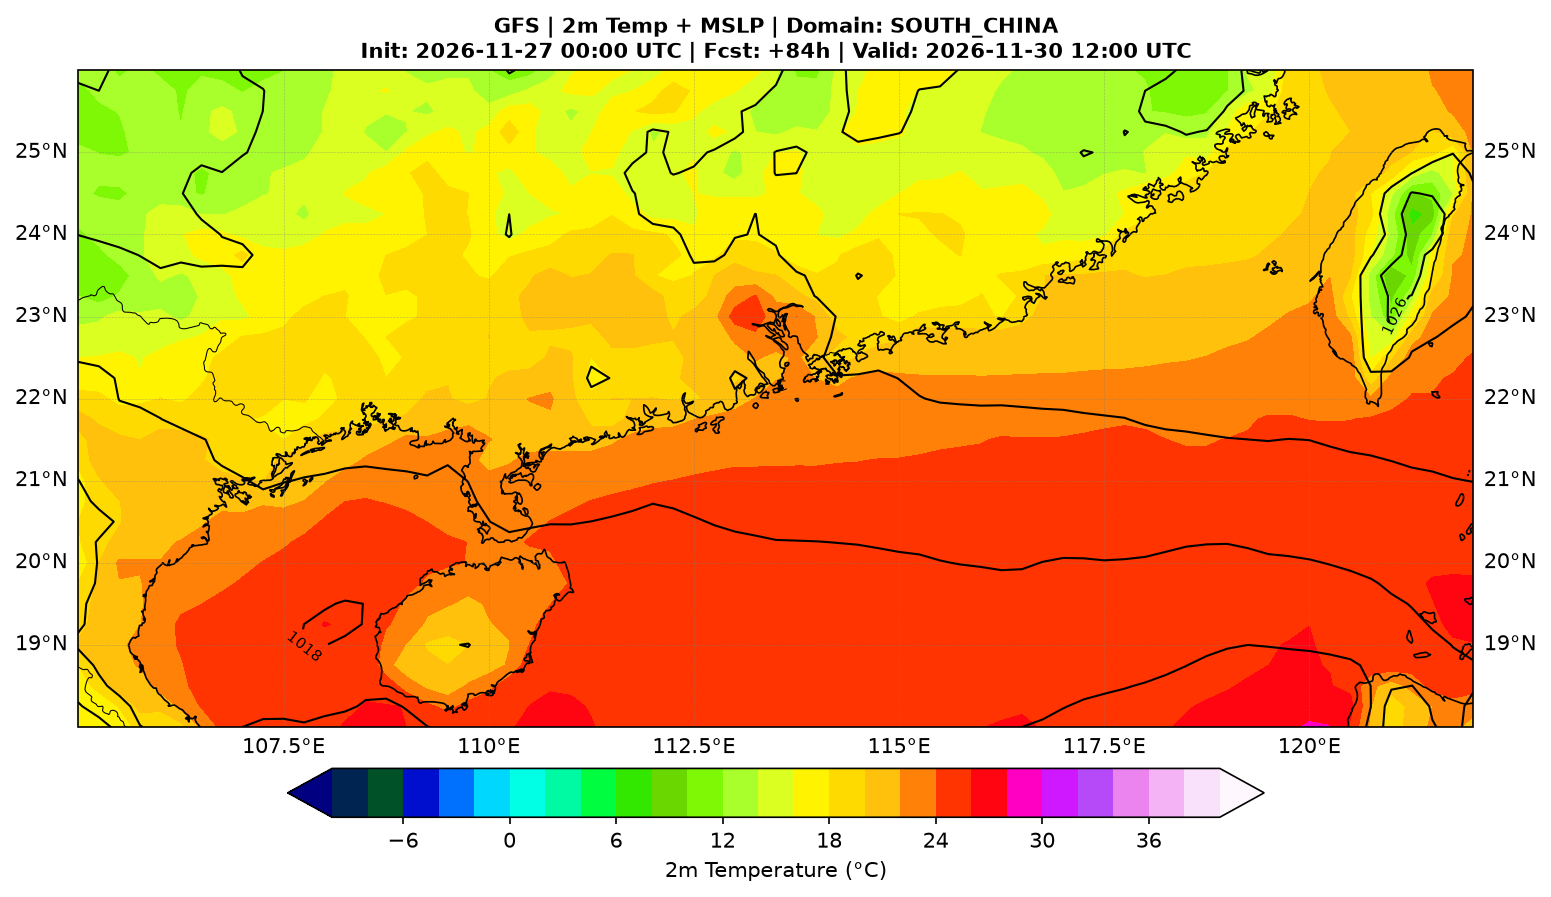 GFS | 2m Temp + MSLP | Domain: SOUTH_CHINA
Init: 2026-11-27 00:00 UTC | Fcst: +84h | Valid: 2026-11-30 12:00 UTC
25°N
25°N
24°N
24°N
23°N
1026
23°N
22°N
22°N
21°N
21°N
20°N
20°N
19°N
1018
19°N
107.5°E
110°E
112.5°E
115°E
117.5°E
120°E
−6
0
6
12
18
24
30
36
2m Temperature (°C)